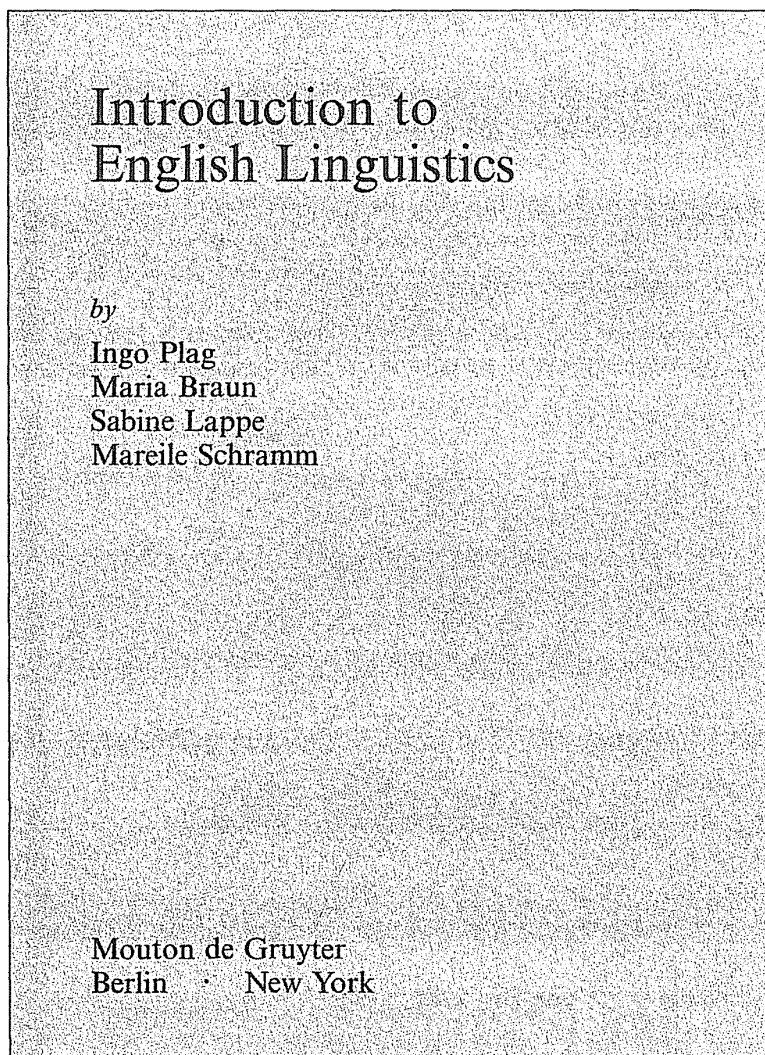 Introduction to
English Linguistics
by
Ingo Plag
Maria Braun
Sabine Lappe
Mareile Schramm
Mouton de Gruyter
Berlin · New York